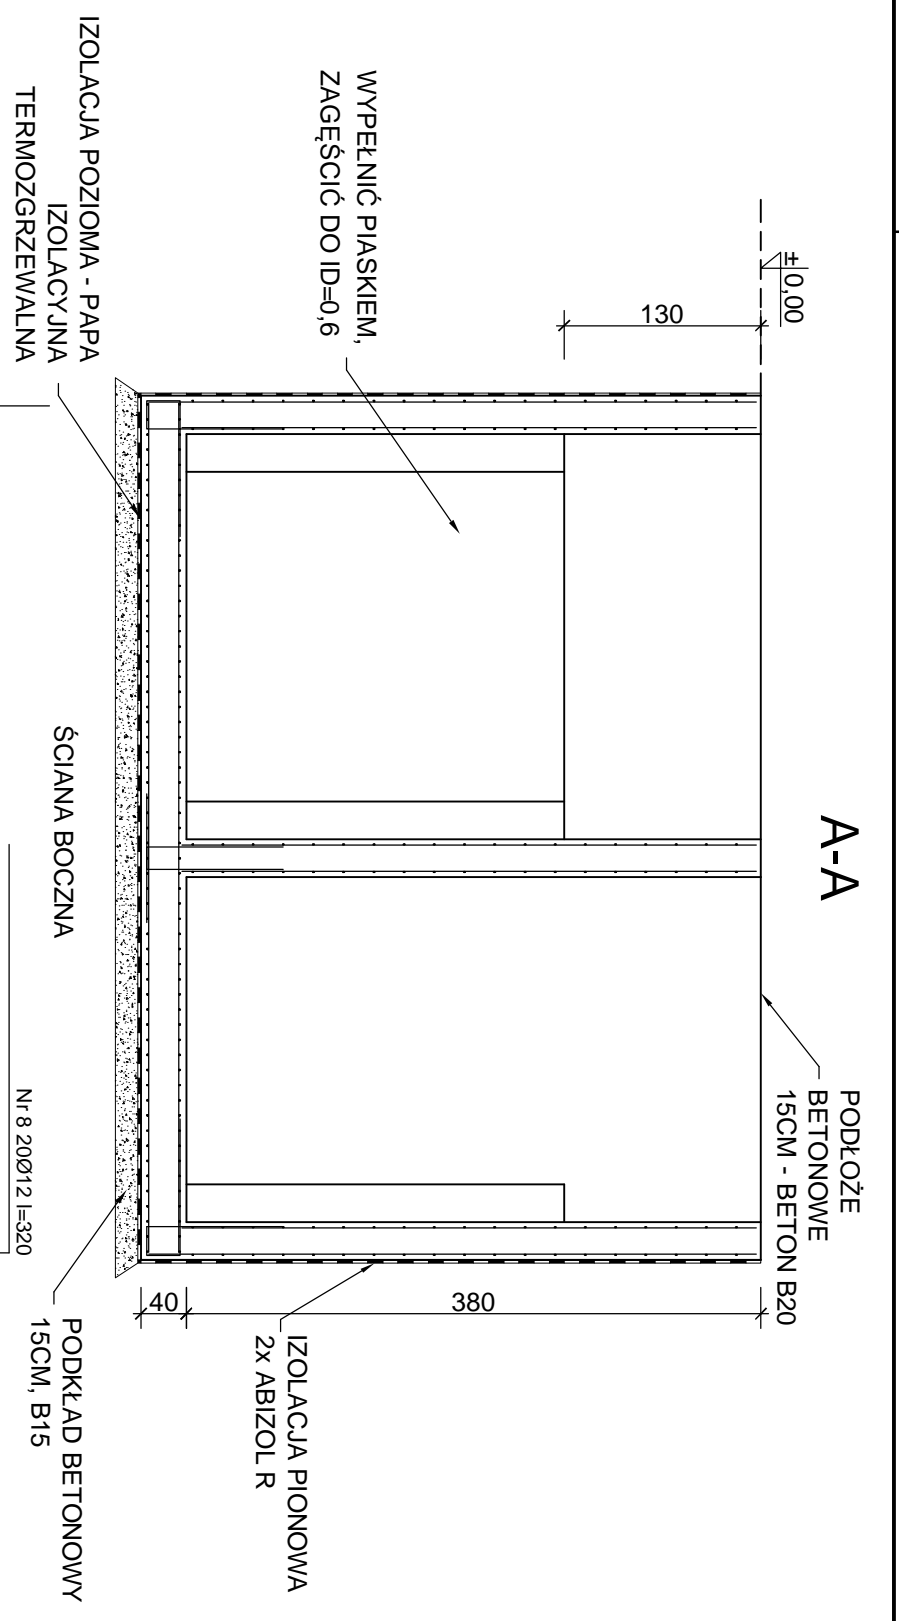 A-A
±0,00
130
WYPEŁNIĆ PIASKIEM,
ZAGĘŚCIĆ DO ID=0,6
PODŁOŻE
BETONOWE
15CM - BETON B20
380
40
IZOLACJA PIONOWA
2x ABIZOL R
IZOLACJA POZIOMA - PAPA
IZOLACYJNA
TERMOZGRZEWALNA
ŚCIANA BOCZNA
PODKŁAD BETONOWY
15CM, B15
Nr 8 20Ø12 l=320